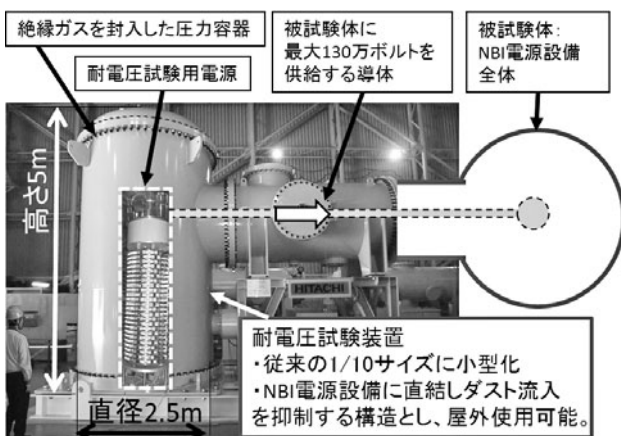 絶縁ガスを封入した圧力容器
耐電圧試験用電源
被試験体に
最大130万ボルトを
供給する導体
被試験体：
NBI電源設備
全体
高さ5m
HITACHI
直径2.5m
耐電圧試験装置
・従来の1/10サイズに小型化
・NBI電源設備に直結しダスト流入
を抑制する構造とし、屋外使用可能。